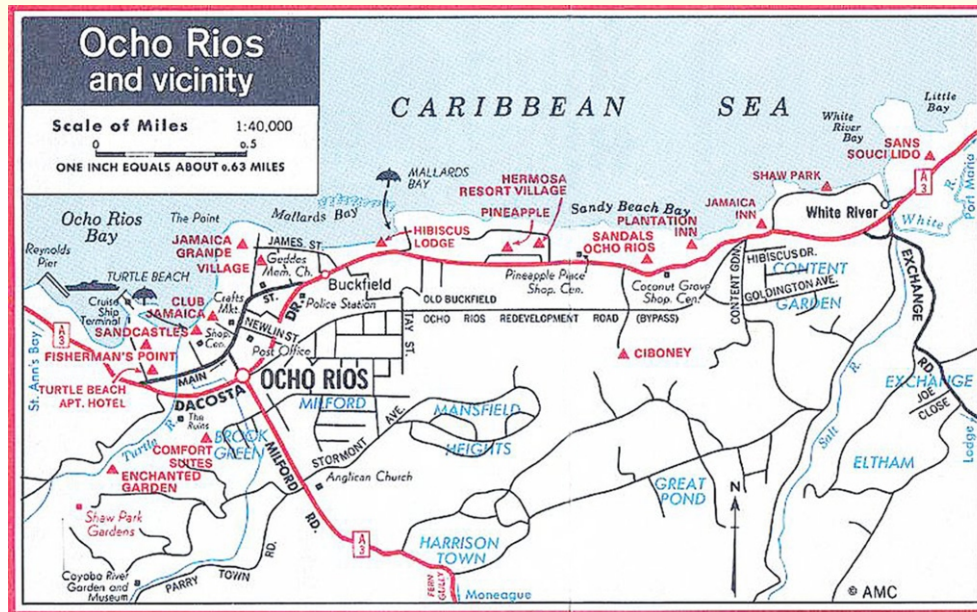 Ocho Rios
and vicinity
Scale of Miles 1:40,000
0 0.5
ONE INCH EQUALS ABOUT 0.63 MILES
CARIBBEAN SEA
Little
Bay
White
River
Bay
SANS
SOUCI LIDO
A
3
Port Maria
White R.
SHAW PARK
White River
JAMAICA
INN
MALLARDS
BAY
HERMOSA
RESORT VILLAGE
PINEAPPLE
Sandy Beach Bay
PLANTATION
INN
SANDALS
OCHO RIOS
HIBISCUS
LODGE
Mallards Bay
The Point
Ocho Rios
Bay
Reynolds
Pier
JAMAICA
GRANDE
VILLAGE
JAMES. ST.
Geddes
Mem. Ch.
TURTLE BEACH
Cruise
Ship
Terminal
CLUB
JAMAICA
Crafts
Mkt.
SANDCASTLES
Shop.
Cen.
FISHERMAN'S POINT
TURTLE BEACH
APT. HOTEL
St. Ann's Bay
A
3
MAIN ST.
NEWLIN ST.
Post Office
Police Station
Buckfield
DACOSTA DR.
OCHO RIOS
OLD BUCKFIELD
OCHO RIOS REDEVELOPMENT ROAD (BYPASS)
Pineapple Place
Shop. Cen.
Coconut Grove
Shop. Cen.
CONTENT GDN.
HIBISCUS DR.
CONTENT
GOLDINGTON AVE.
GARDEN
EXCHANGE RD.
EXCHANGE
JOE
CLOSE
Lodge
ELTHAM
Salt R.
CIBONEY
TAY ST.
MILFORD
MANSFIELD
HEIGHTS
STORMONT AVE.
Anglican Church
GREAT
POND
The
Ruins
BROOK
GREEN
COMFORT
SUITES
Turtle R.
ENCHANTED
GARDEN
Shaw Park
Gardens
Coyaba River
Garden and
Museum
PARRY TOWN RD.
MILFORD RD.
A
3
HARRISON
TOWN
FERN
GULLY
Moneague
N
© AMC